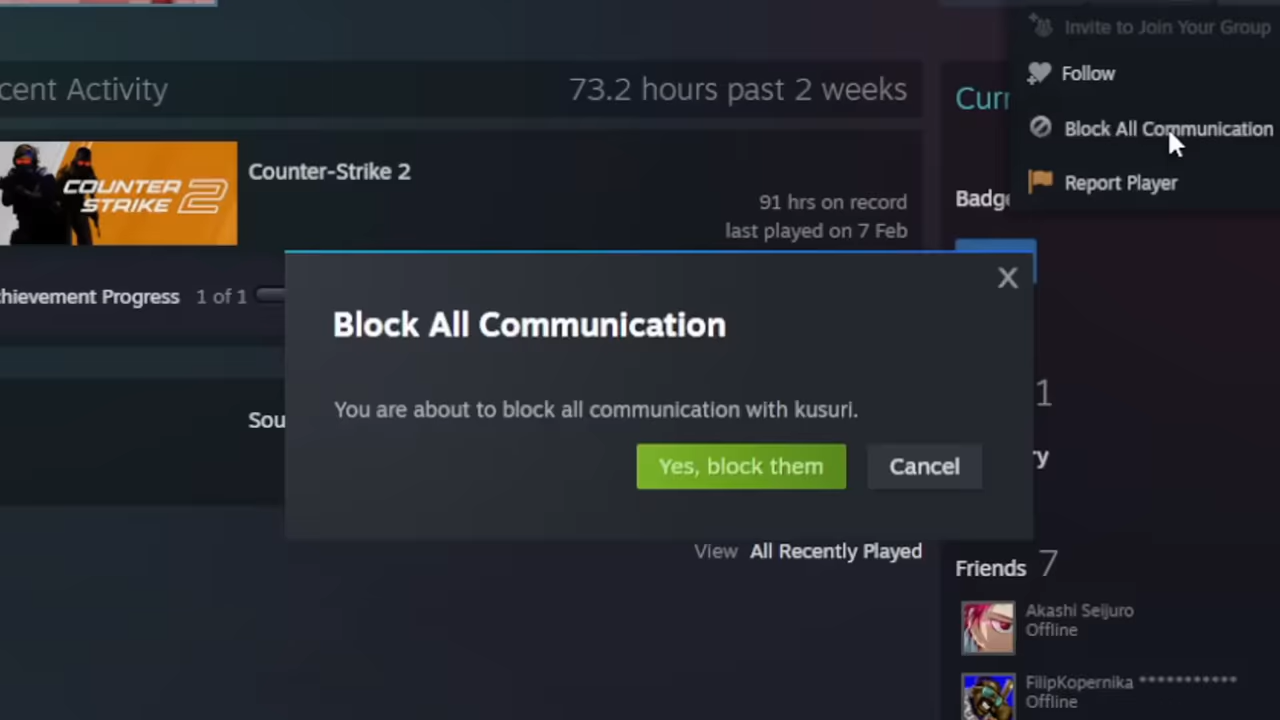 Invite to Join Your Group
Follow
Block All Communication
Report Player
cent Activity
73.2 hours past 2 weeks
Curr
COUNTER
STRIKE 2
Counter-Strike 2
91 hrs on record
last played on 7 Feb
Badge
chievement Progress 1 of 1
X
Block All Communication
You are about to block all communication with kusuri.
Yes, block them
Cancel
Sou
1
ry
View All Recently Played
Friends 7
Akashi Seijuro
Offline
FilipKopernika ***********
Offline